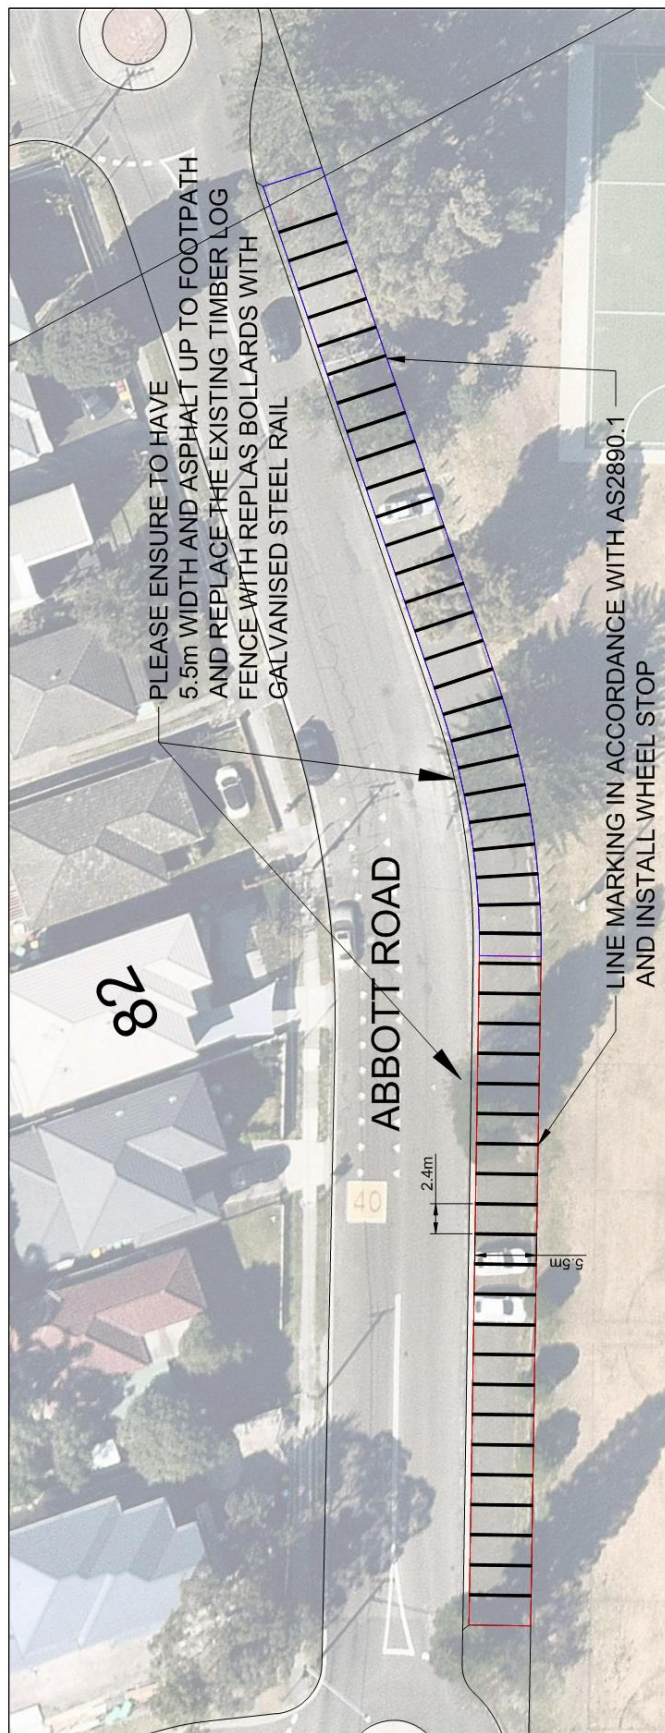 PLEASE ENSURE TO HAVE
5.5m WIDTH AND ASPHALT UP TO FOOTPATH
AND REPLACE THE EXISTING TIMBER LOG
FENCE WITH REPLAS BOLLARDS WITH
GALVANISED STEEL RAIL
82
ABBOTT ROAD
40
2.4m
5.5m
LINE MARKING IN ACCORDANCE WITH AS2890.1
AND INSTALL WHEEL STOP